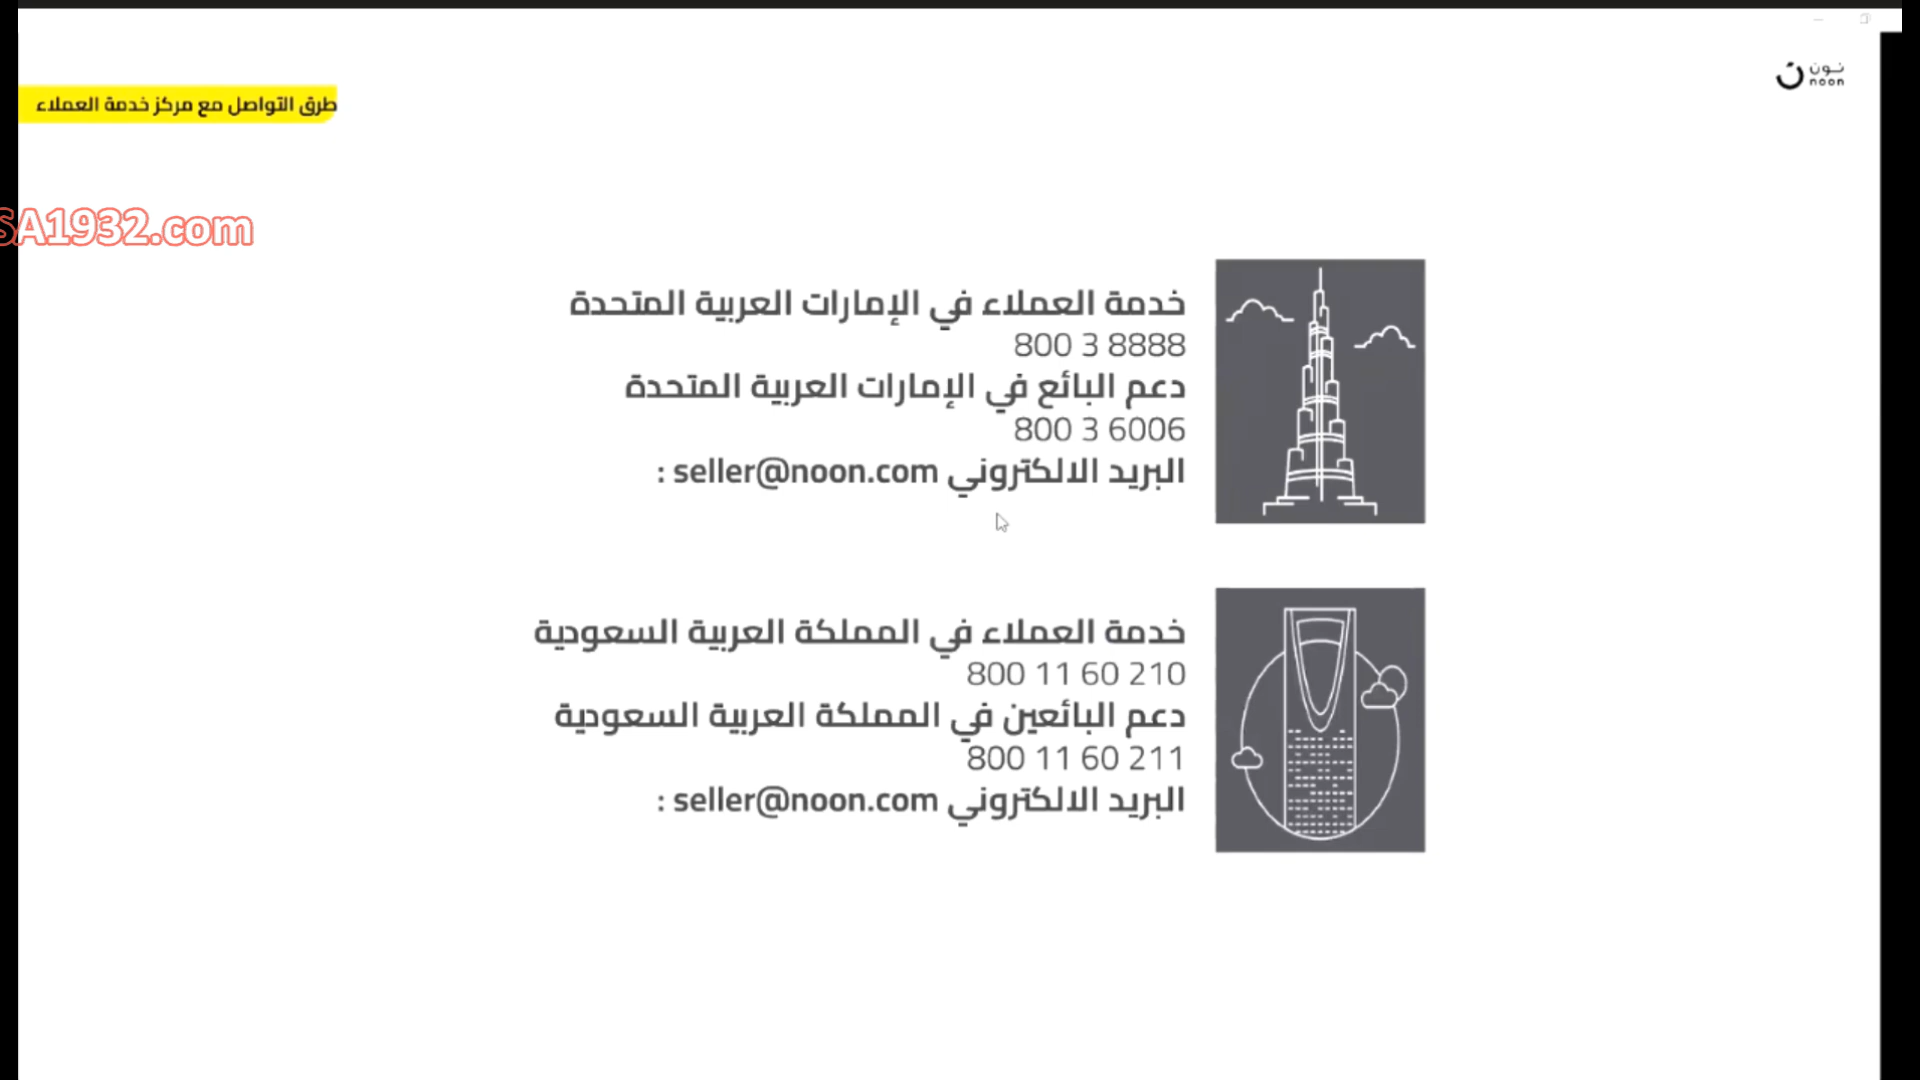 نون
noon
طرق التواصل مع مركز خدمة العملاء
SA1932.com
خدمة العملاء في الإمارات العربية المتحدة
800 3 8888
دعم البائع في الإمارات العربية المتحدة
800 3 6006
البريد الالكتروني seller@noon.com :
خدمة العملاء في المملكة العربية السعودية
800 11 60 210
دعم البائعين في المملكة العربية السعودية
800 11 60 211
البريد الالكتروني seller@noon.com :